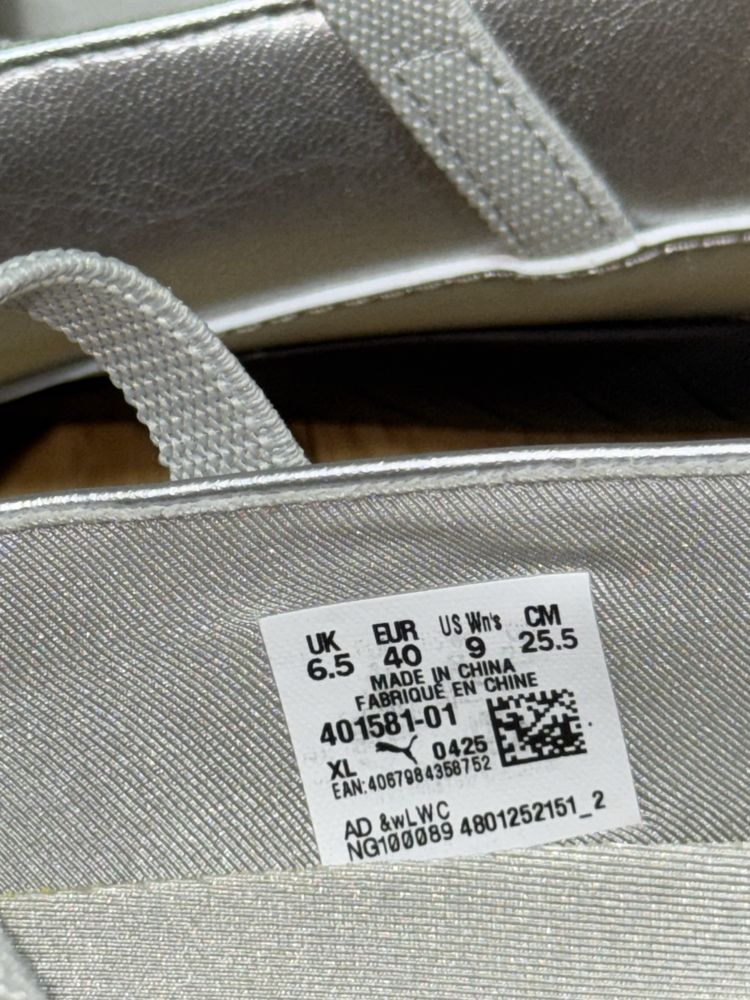 UK EUR US Wn's CM
6.5 40 9 25.5
MADE IN CHINA
FABRIQUÉ EN CHINE
401581-01
XL 0425
EAN:4067984358752
AD &wLWC
NG100089 4801252151_2